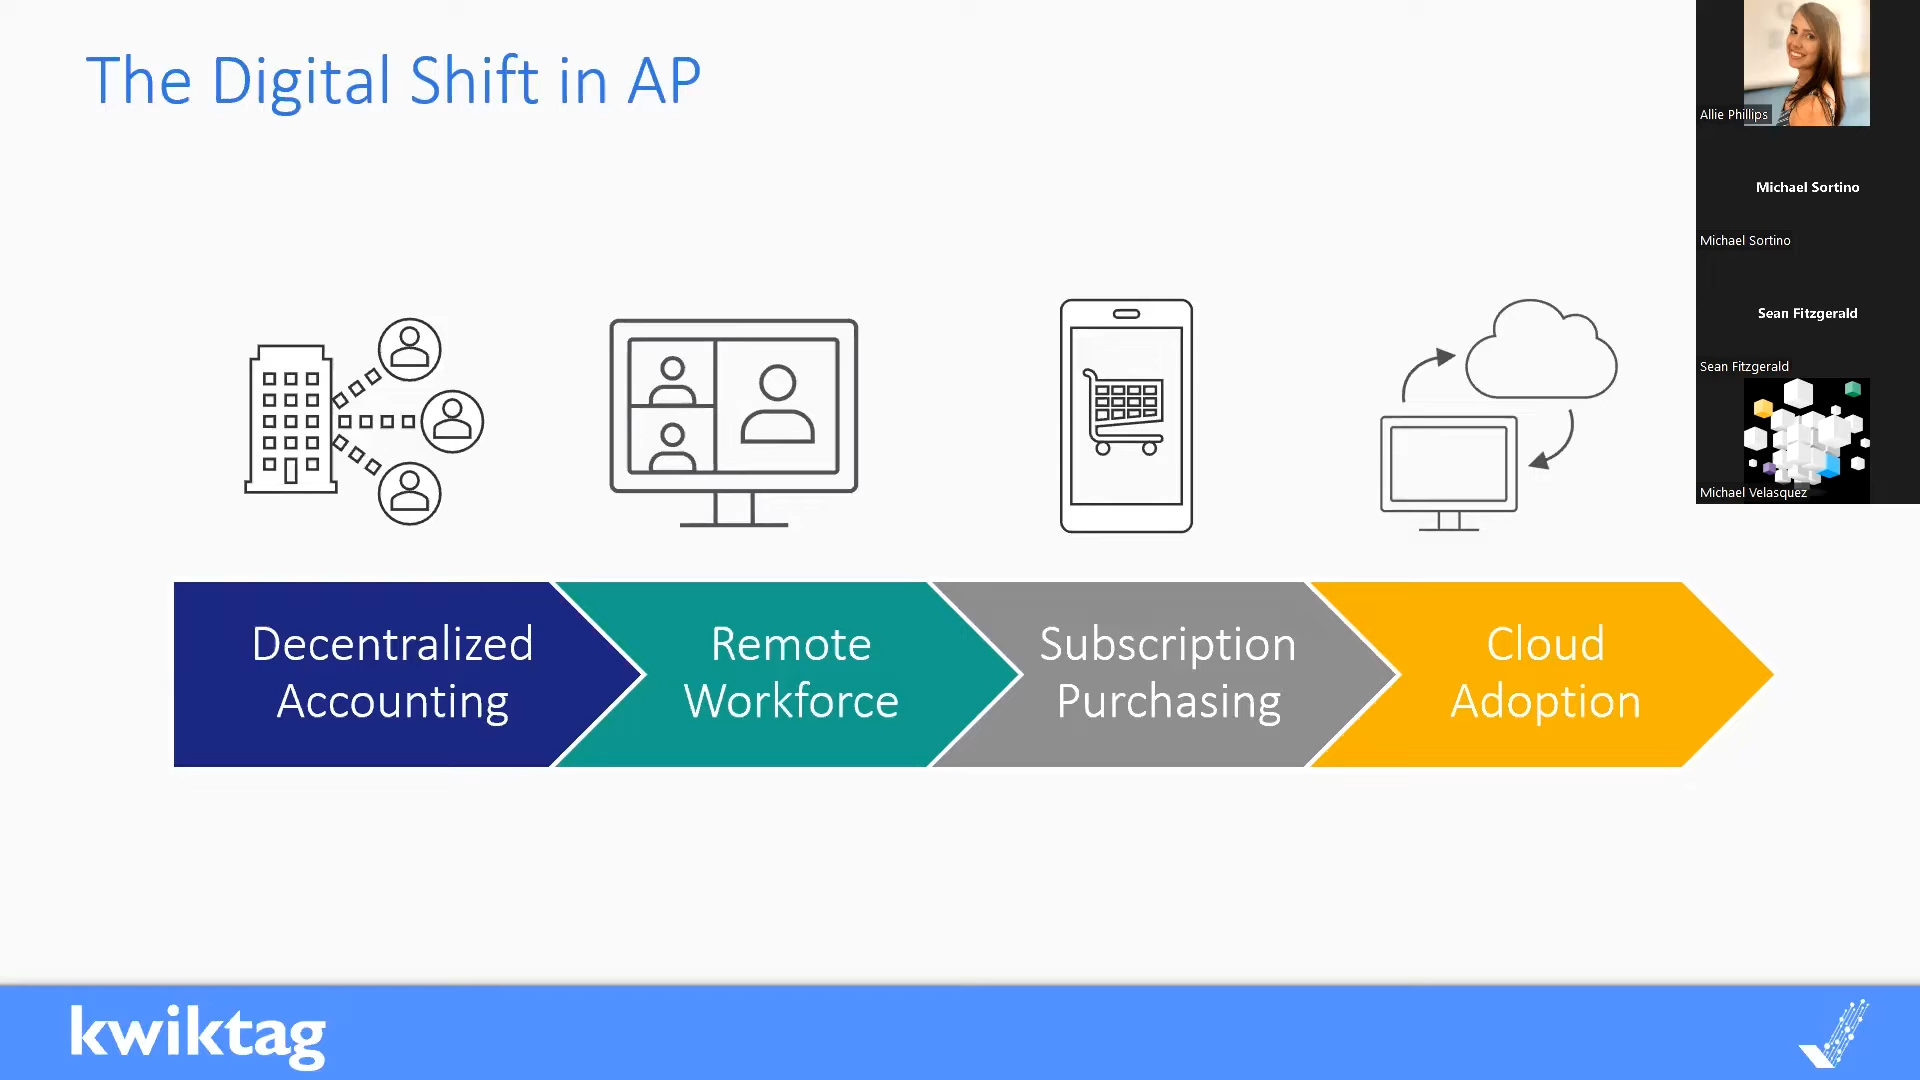 The Digital Shift in AP
Allie Phillips
Michael Sortino
Michael Sortino
Sean Fitzgerald
Sean Fitzgerald
Michael Velasquez
Decentralized
Accounting
Remote
Workforce
Subscription
Purchasing
Cloud
Adoption
kwiktag